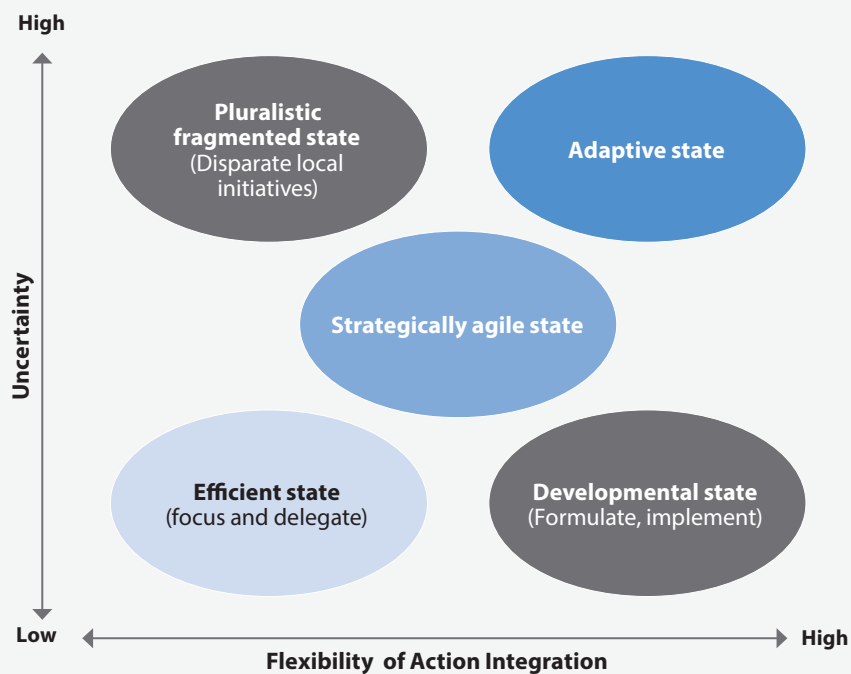 High
Pluralistic
fragmented state
(Disparate local
initiatives)
Adaptive state
Uncertainty
Strategically agile state
Efficient state
(focus and delegate)
Developmental state
(Formulate, implement)
Low
High
Flexibility of Action Integration